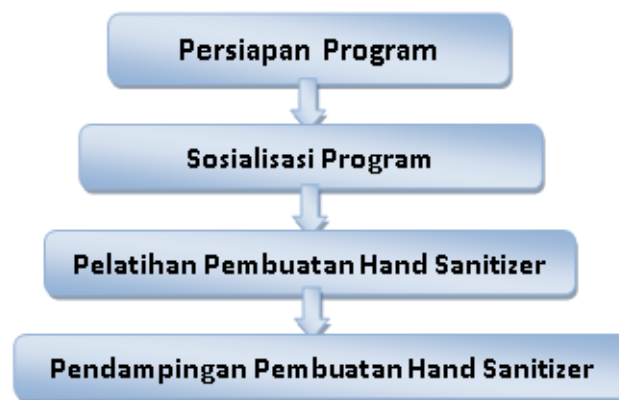 Persiapan Program
Sosialisasi Program
Pelatihan Pembuatan Hand Sanitizer
Pendampingan Pembuatan Hand Sanitizer